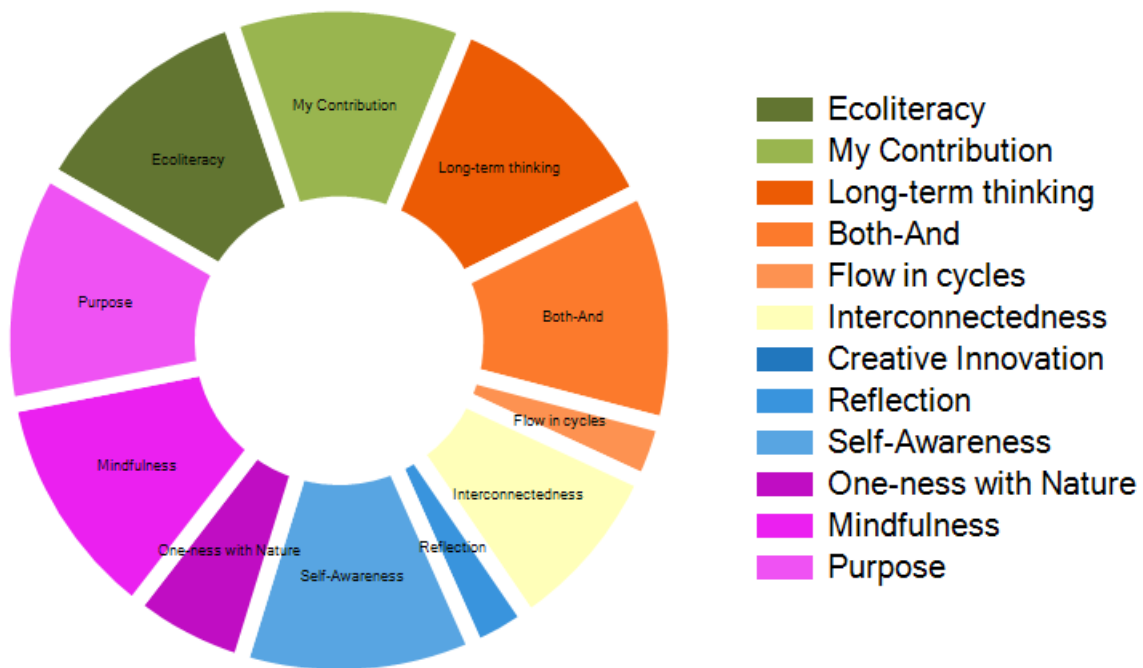 My Contribution
Ecoliteracy
Long-term thinking
Purpose
Both-And
Flow in cycles
Mindfulness
Interconnectedness
One-ness with Nature
Reflection
Self-Awareness
Ecoliteracy
My Contribution
Long-term thinking
Both-And
Flow in cycles
Interconnectedness
Creative Innovation
Reflection
Self-Awareness
One-ness with Nature
Mindfulness
Purpose